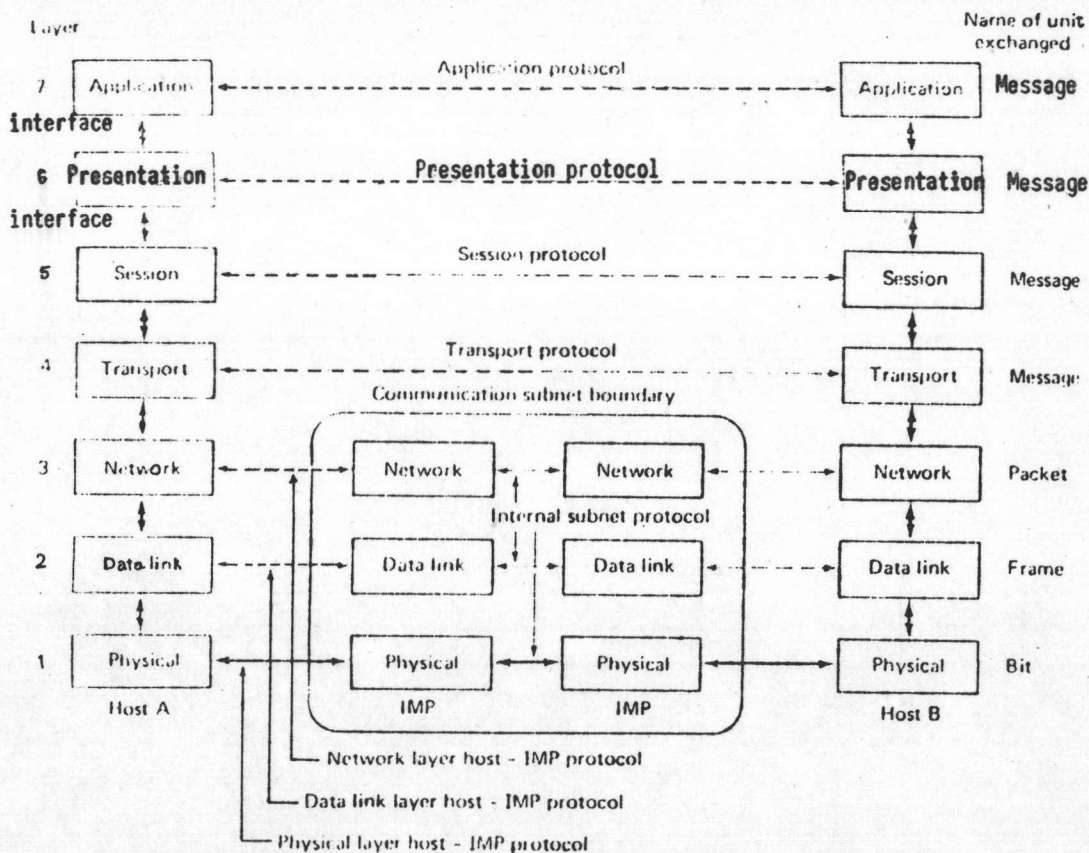 Layer
Name of unit
exchanged
Application protocol
7 Application Application Message
interface
Presentation protocol
6 Presentation Presentation Message
interface
Session protocol
5 Session Session Message
Transport protocol
4 Transport Transport Message
Communication subnet boundary
3 Network Network Network Network Packet
Internal subnet protocol
2 Data link Data link Data link Data link Frame
1 Physical Physical Physical Physical Bit
Host A IMP IMP Host B
Network layer host - IMP protocol
Data link layer host - IMP protocol
Physical layer host - IMP protocol